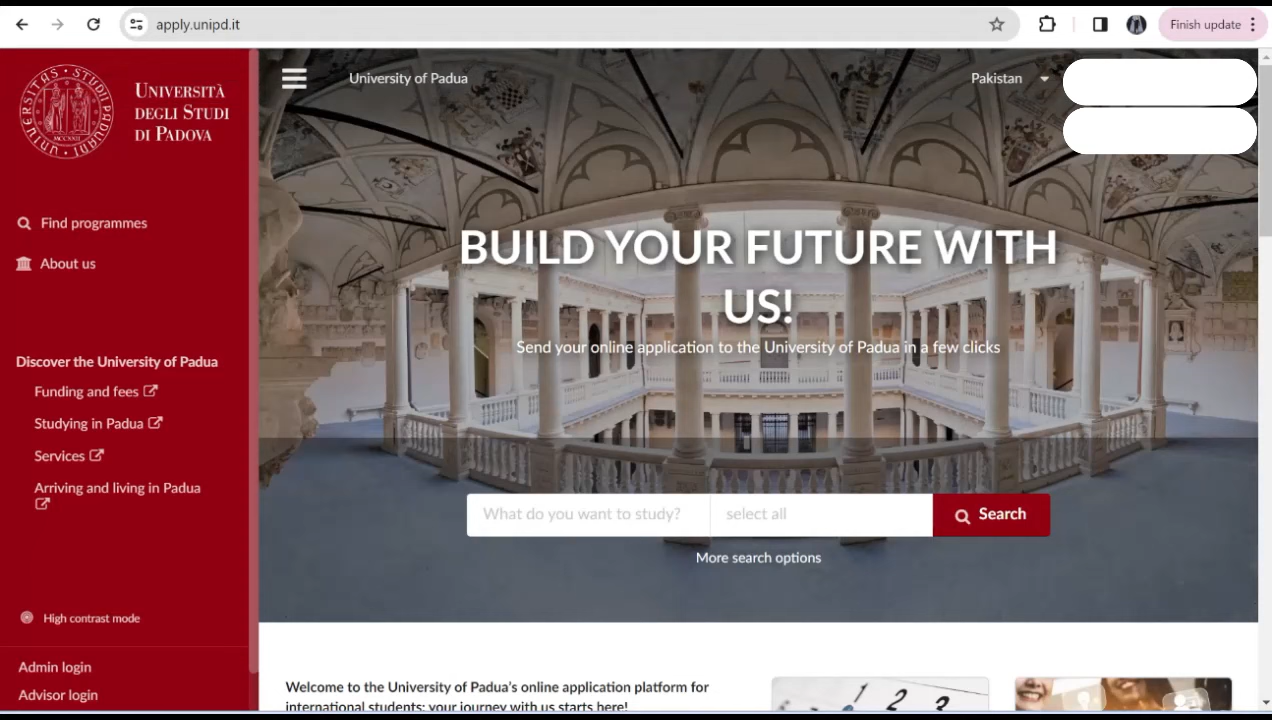 apply.unipd.it
Finish update
UNIVERSITÀ
DEGLI STUDI
DI PADOVA
University of Padua
Pakistan
Find programmes
About us
BUILD YOUR FUTURE WITH
US!
Send your online application to the University of Padua in a few clicks
Discover the University of Padua
Funding and fees
Studying in Padua
Services
Arriving and living in Padua
What do you want to study?
select all
Search
More search options
High contrast mode
Admin login
Advisor login
Welcome to the University of Padua's online application platform for
international students: your journey with us starts here!
1 2 3